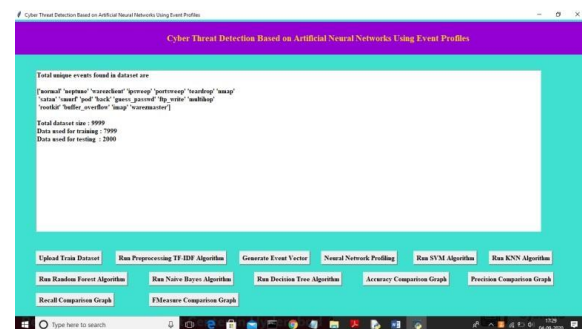 Cyber Threat Detection Based on Artificial Neural Networks Using Event Profiles
Cyber Threat Detection Based on Artificial Neural Networks Using Event Profiles
Total unique events found in dataset are
['normal' 'neptune' 'warezclient' 'ipsweep' 'portsweep' 'teardrop' 'nmap'
'satan' 'smurf' 'pod' 'back' 'guess_passwd' 'ftp_write' 'multihop'
'rootkit' 'buffer_overflow' 'imap' 'warezmaster']
Total dataset size : 9999
Data used for training : 7999
Data used for testing : 2000
Upload Train Dataset Run Preprocessing TF-IDF Algorithm Generate Event Vector Neural Network Profiling Run SVM Algorithm Run KNN Algorithm
Run Random Forest Algorithm Run Naive Bayes Algorithm Run Decision Tree Algorithm Accuracy Comparison Graph Precision Comparison Graph
Recall Comparison Graph FMeasure Comparison Graph
Type here to search
17:29
04-09-2020